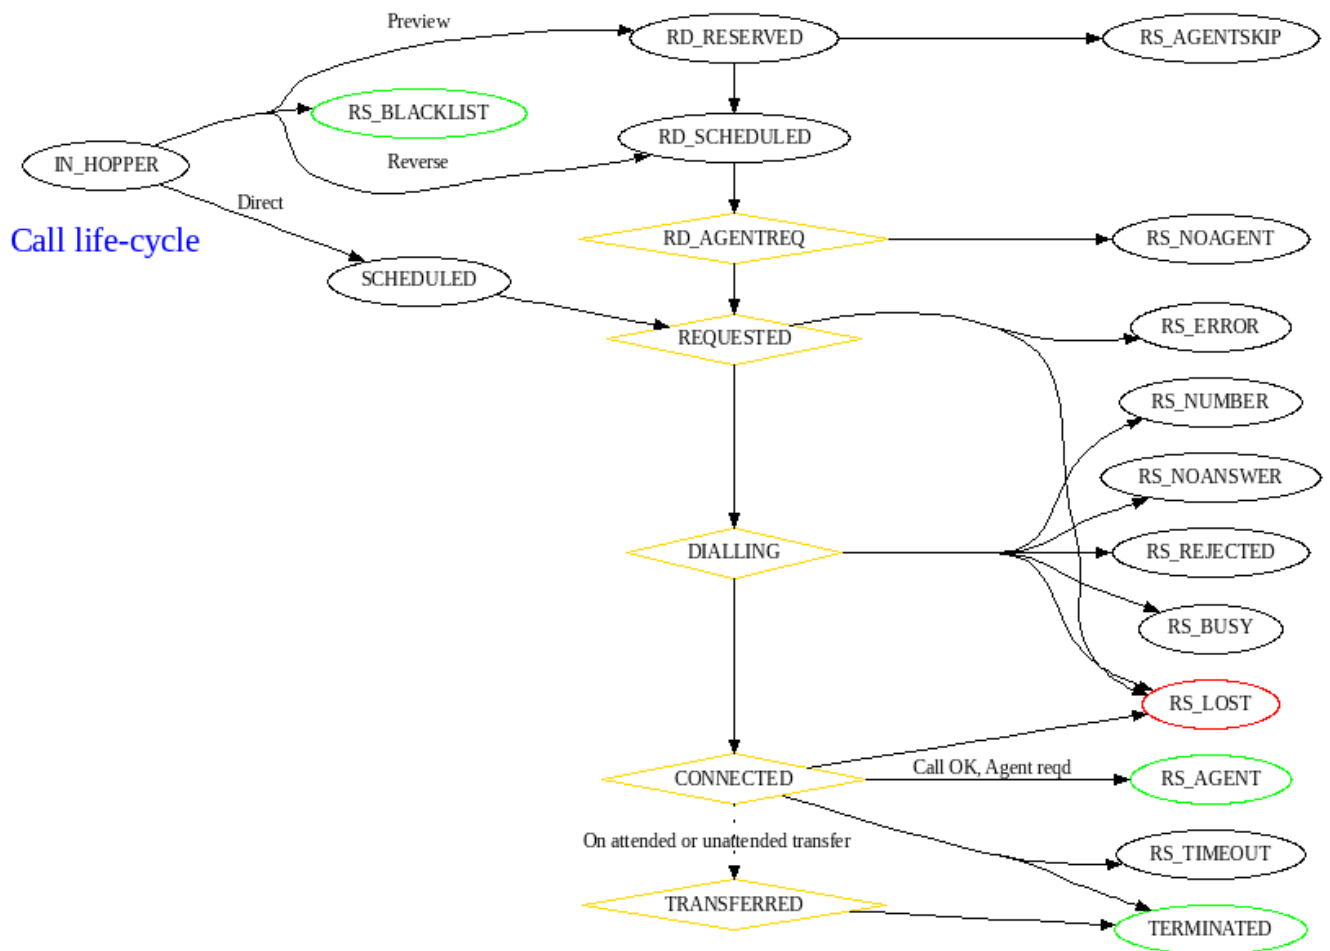 Preview
RD_RESERVED
RS_AGENTSKIP
RS_BLACKLIST
RD_SCHEDULED
IN_HOPPER
Reverse
Direct
Call life-cycle
RD_AGENTREQ
RS_NOAGENT
SCHEDULED
REQUESTED
RS_ERROR
RS_NUMBER
RS_NOANSWER
DIALLING
RS_REJECTED
RS_BUSY
RS_LOST
CONNECTED
Call OK, Agent reqd
RS_AGENT
On attended or unattended transfer
RS_TIMEOUT
TRANSFERRED
TERMINATED